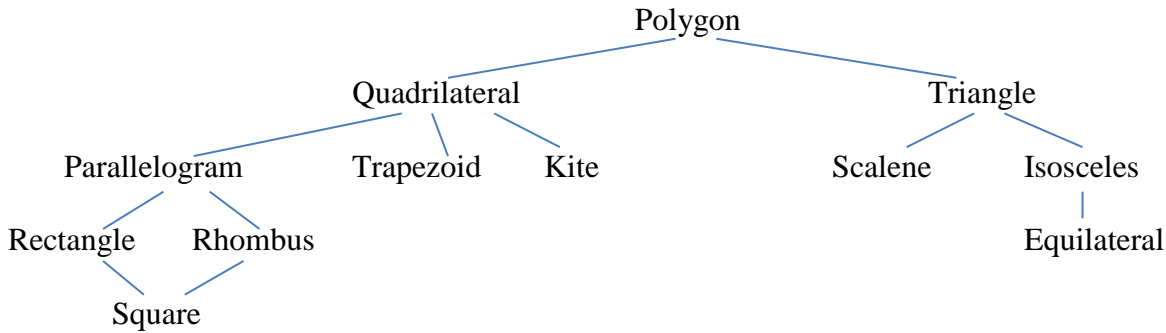 Polygon
Quadrilateral Triangle
Parallelogram Trapezoid Kite Scalene Isosceles
Rectangle Rhombus Equilateral
Square